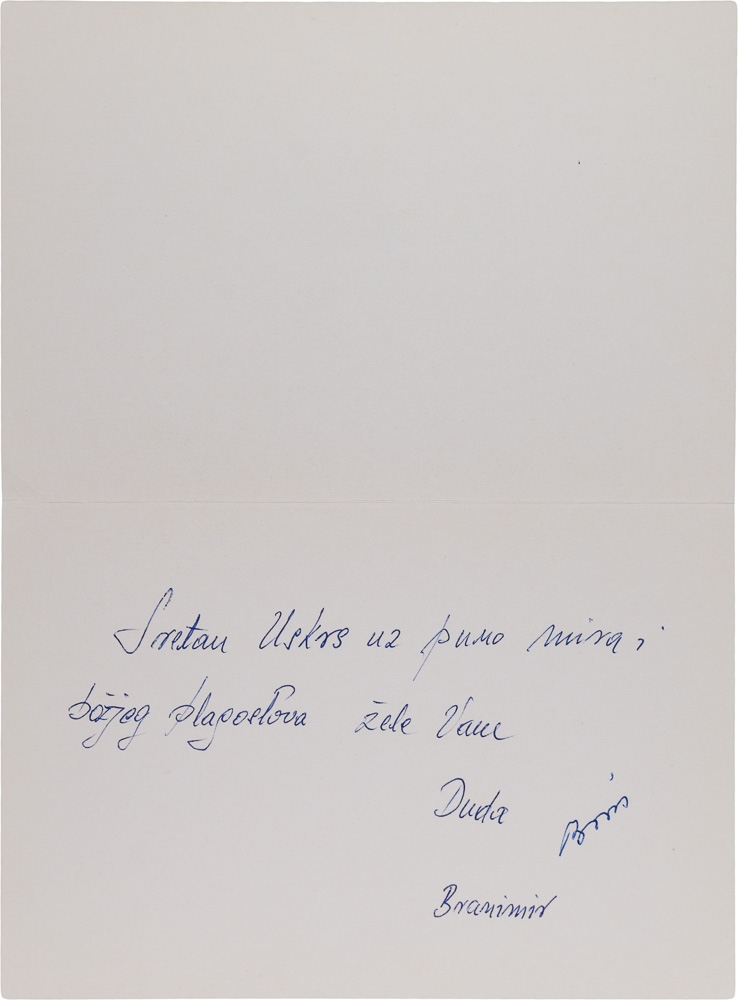 Sretan Uskrs uz puno mira, i
božjeg blagoslova žele Vam
Duda Boris
Branimir